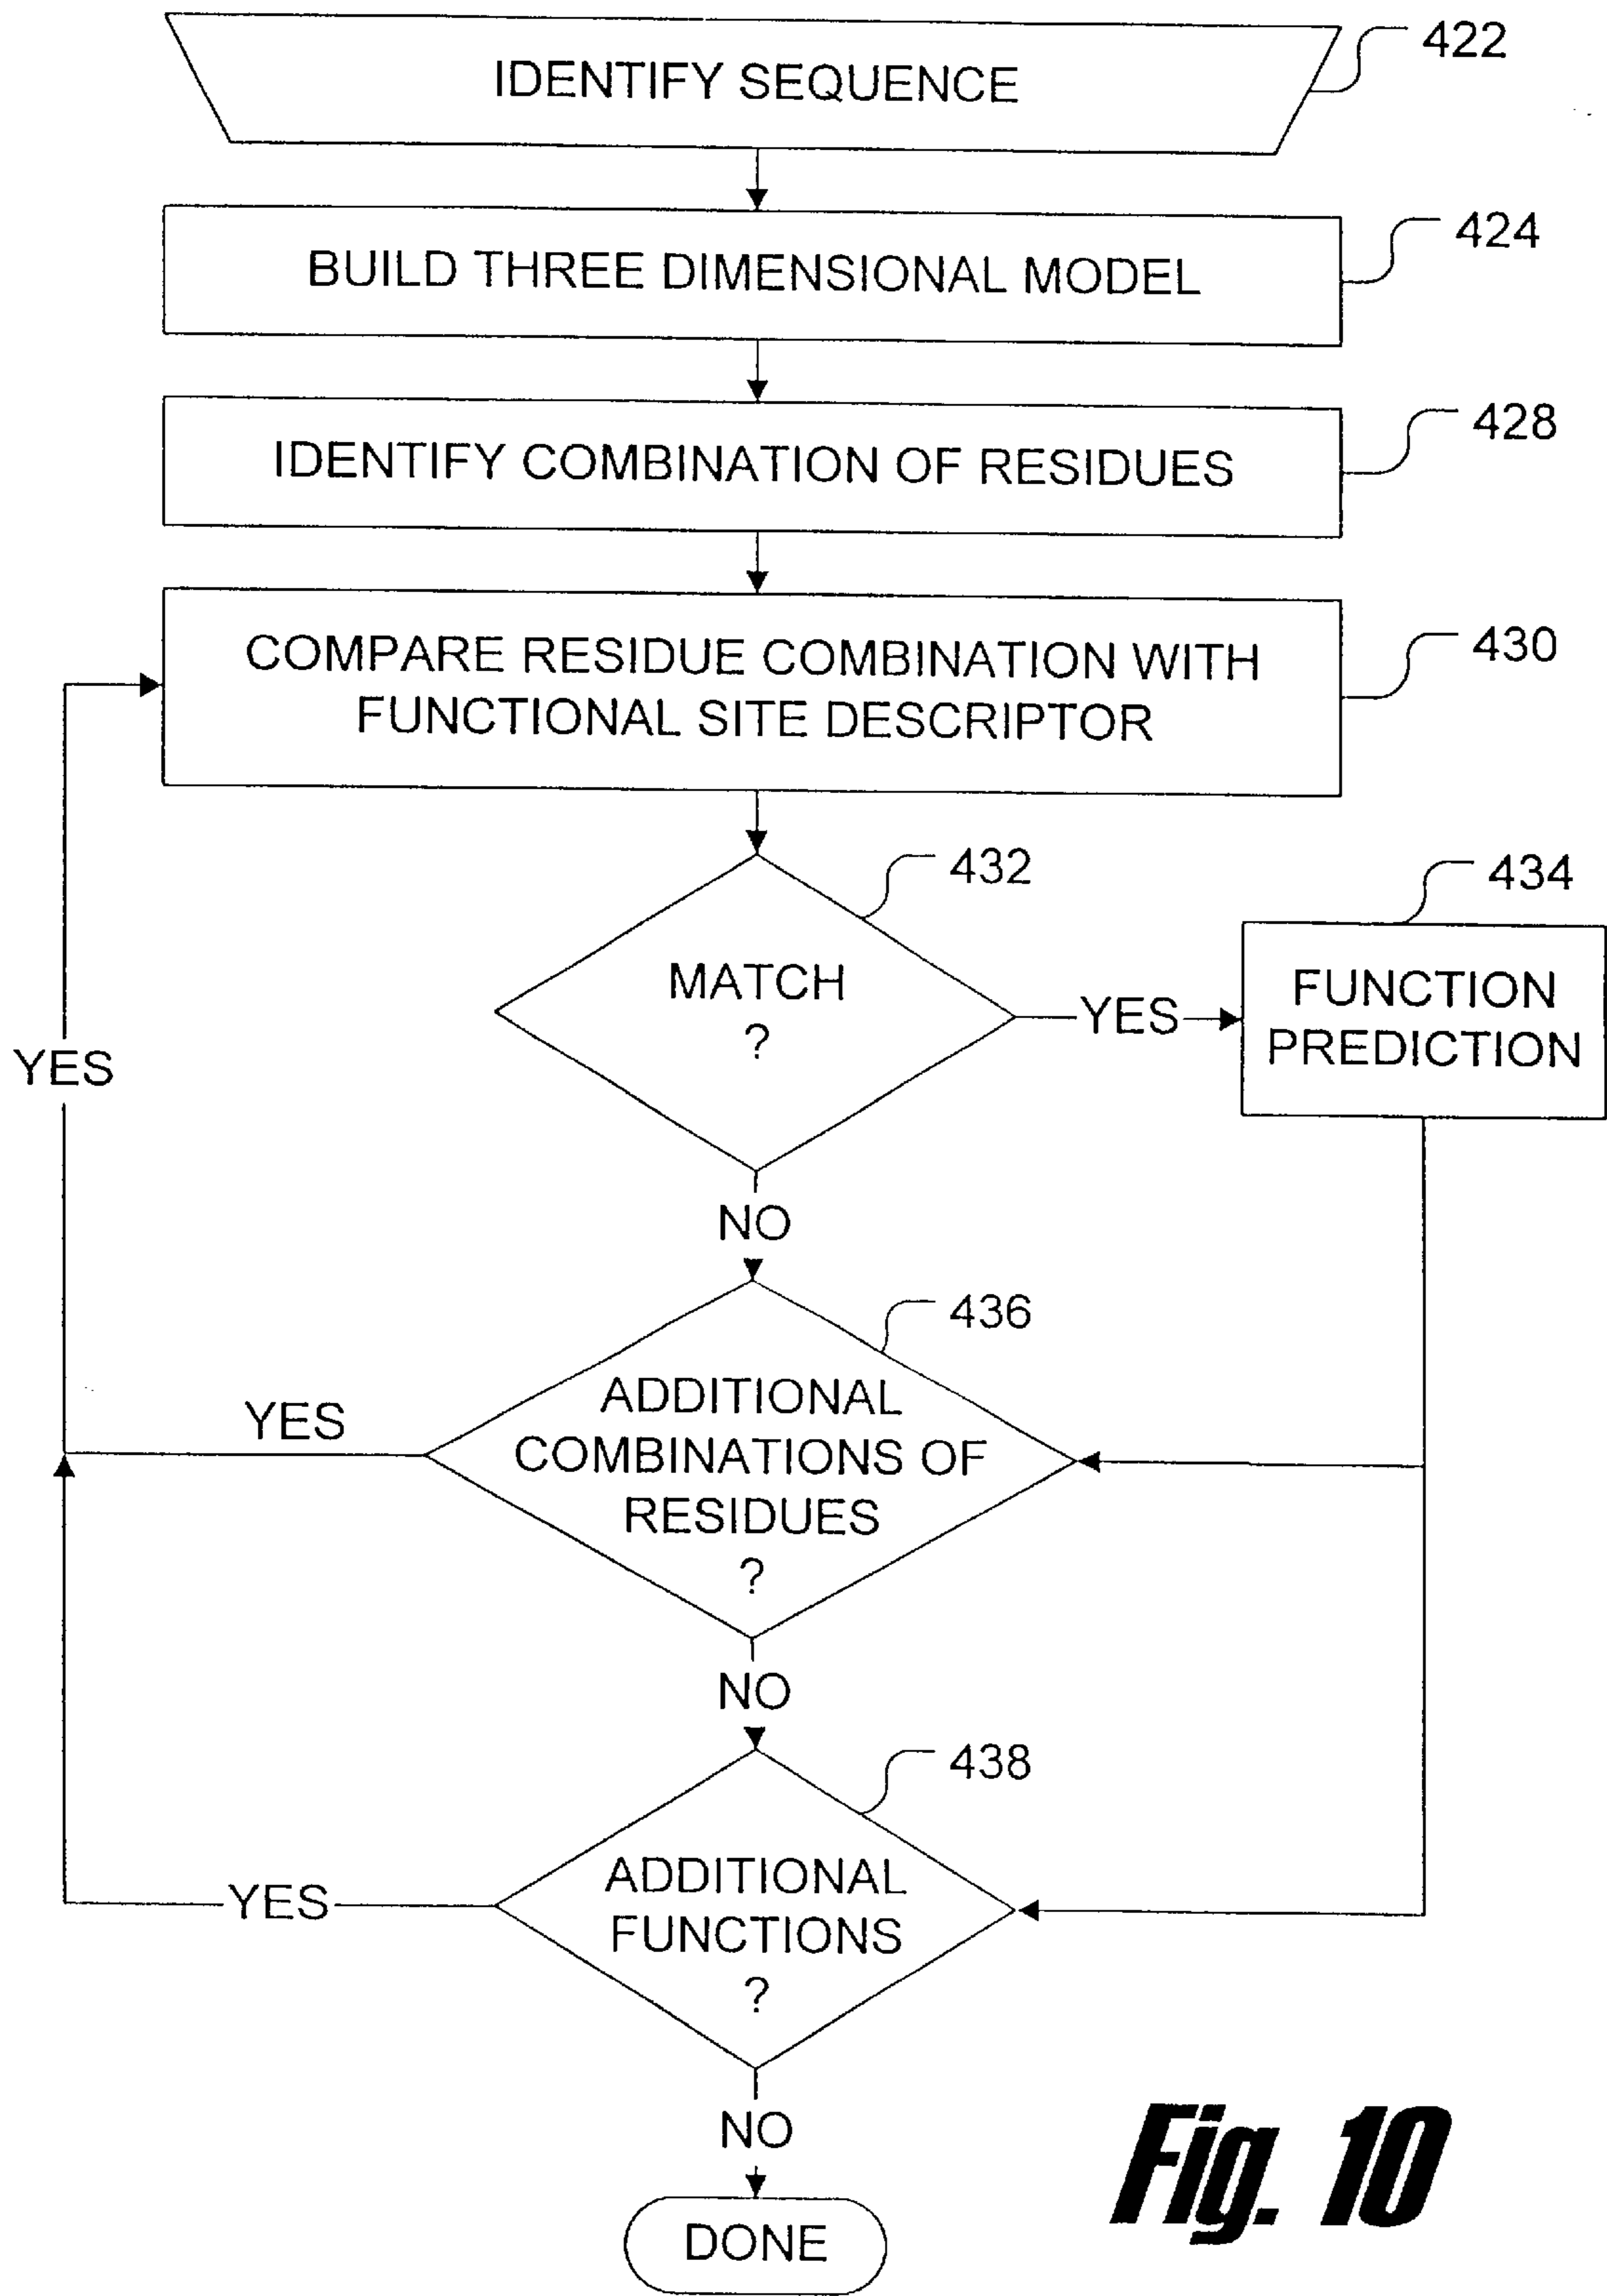 IDENTIFY SEQUENCE
422
BUILD THREE DIMENSIONAL MODEL
424
IDENTIFY COMBINATION OF RESIDUES
428
COMPARE RESIDUE COMBINATION WITH
FUNCTIONAL SITE DESCRIPTOR
430
432
MATCH
?
YES
434
FUNCTION
PREDICTION
YES
NO
436
ADDITIONAL
COMBINATIONS OF
RESIDUES
?
YES
NO
438
ADDITIONAL
FUNCTIONS
?
YES
NO
DONE
Fig. 10